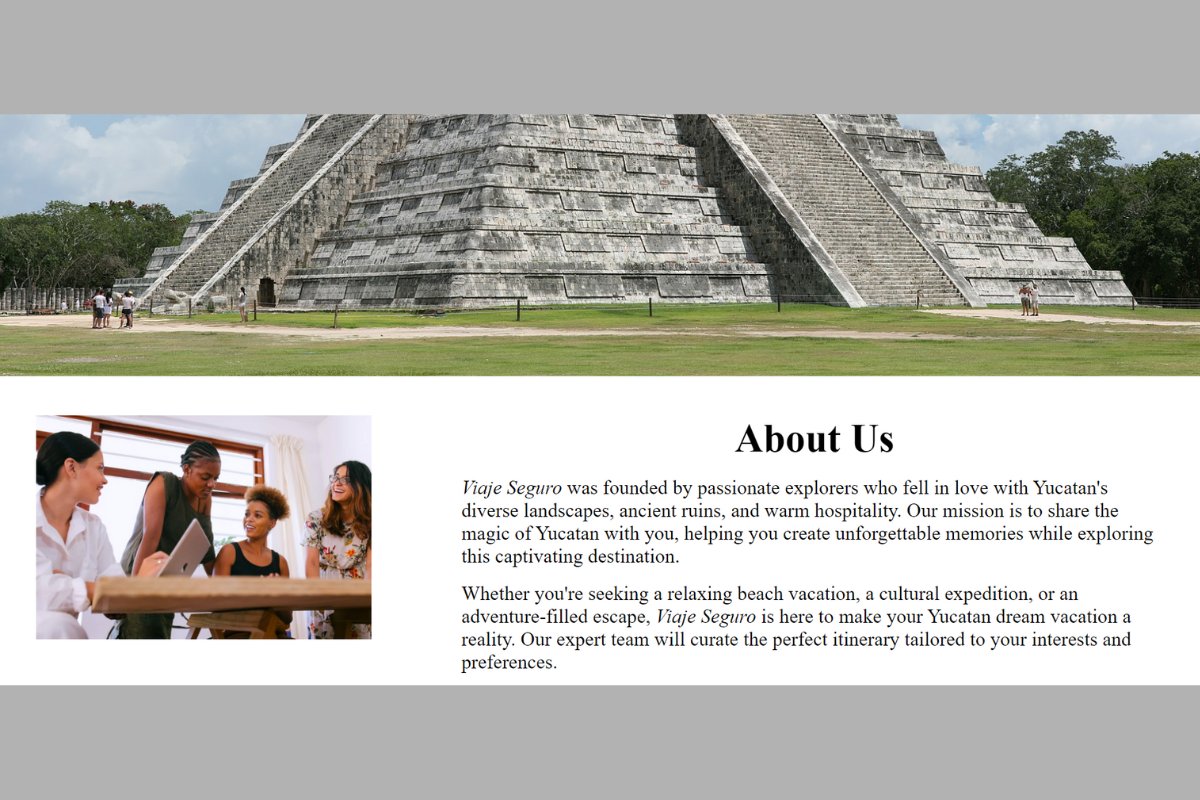 About Us
Viaje Seguro was founded by passionate explorers who fell in love with Yucatan's
diverse landscapes, ancient ruins, and warm hospitality. Our mission is to share the
magic of Yucatan with you, helping you create unforgettable memories while exploring
this captivating destination.
Whether you're seeking a relaxing beach vacation, a cultural expedition, or an
adventure-filled escape, Viaje Seguro is here to make your Yucatan dream vacation a
reality. Our expert team will curate the perfect itinerary tailored to your interests and
preferences.